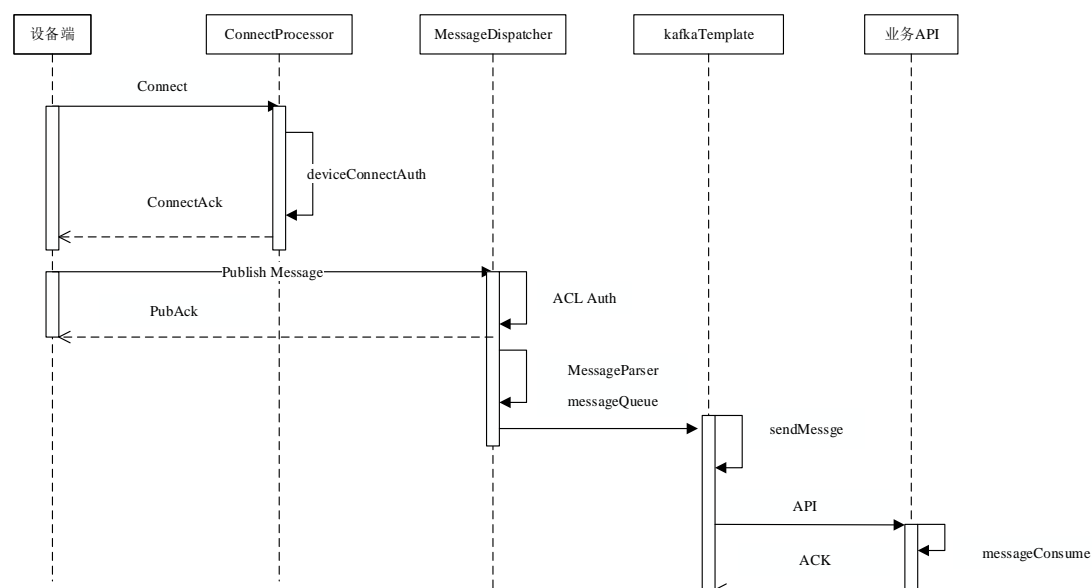 设备端
ConnectProcessor
MessageDispatcher
kafkaTemplate
业务API
Connect
deviceConnectAuth
ConnectAck
Publish Message
ACL Auth
PubAck
MessageParser
messageQueue
sendMessge
API
messageConsume
ACK